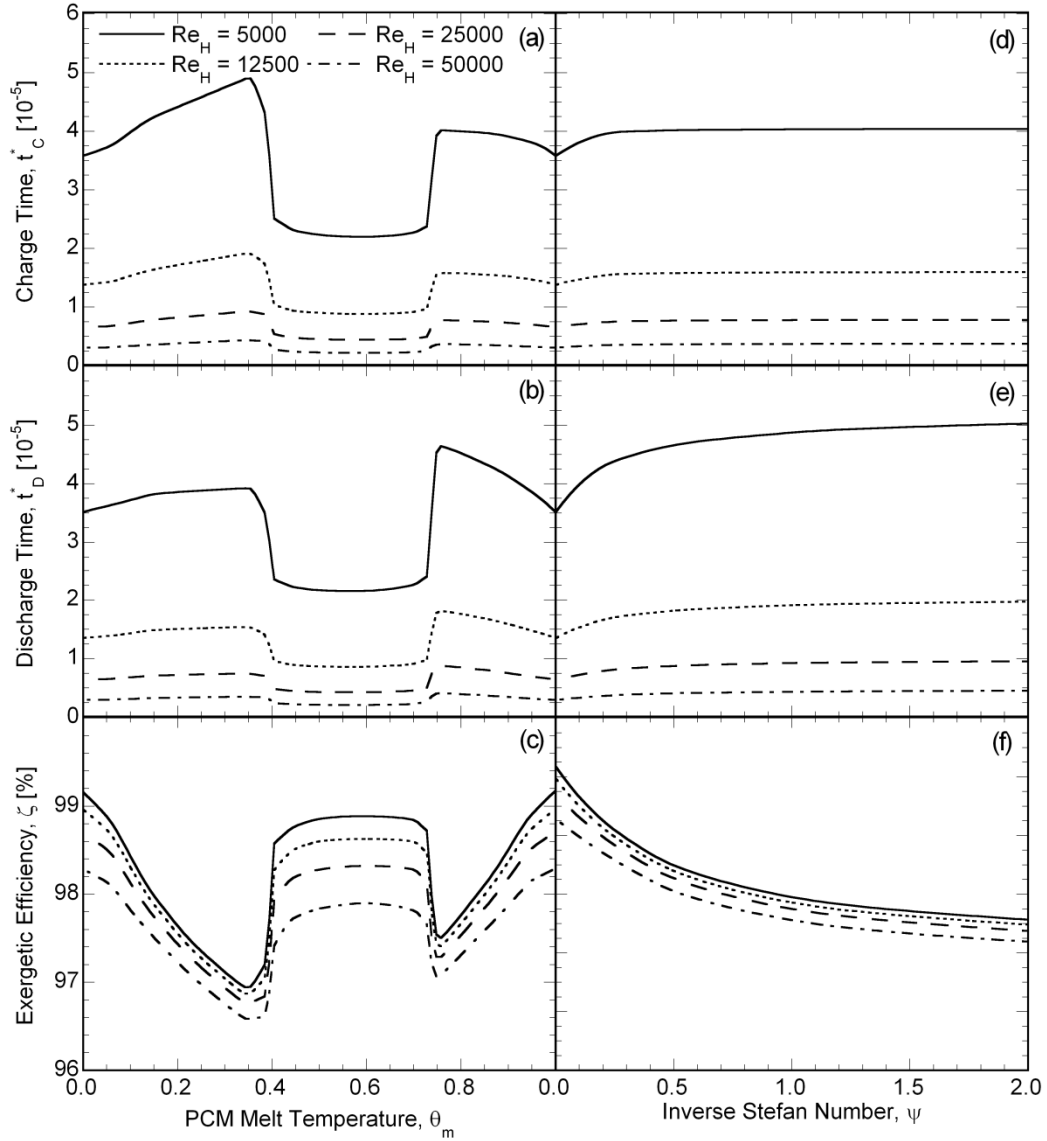 Re_H = 5000 Re_H = 25000
Re_H = 12500 Re_H = 50000
(a)
(d)
6
5
4
3
2
1
0
Charge Time, t*_C [10^-5]
(b)
(e)
5
4
3
2
1
0
Discharge Time, t*_D [10^-5]
(c)
(f)
99
98
97
96
Exergetic Efficiency, ζ [%]
0.0 0.2 0.4 0.6 0.8 0.0 0.5 1.0 1.5 2.0
PCM Melt Temperature, θ_m
Inverse Stefan Number, ψ